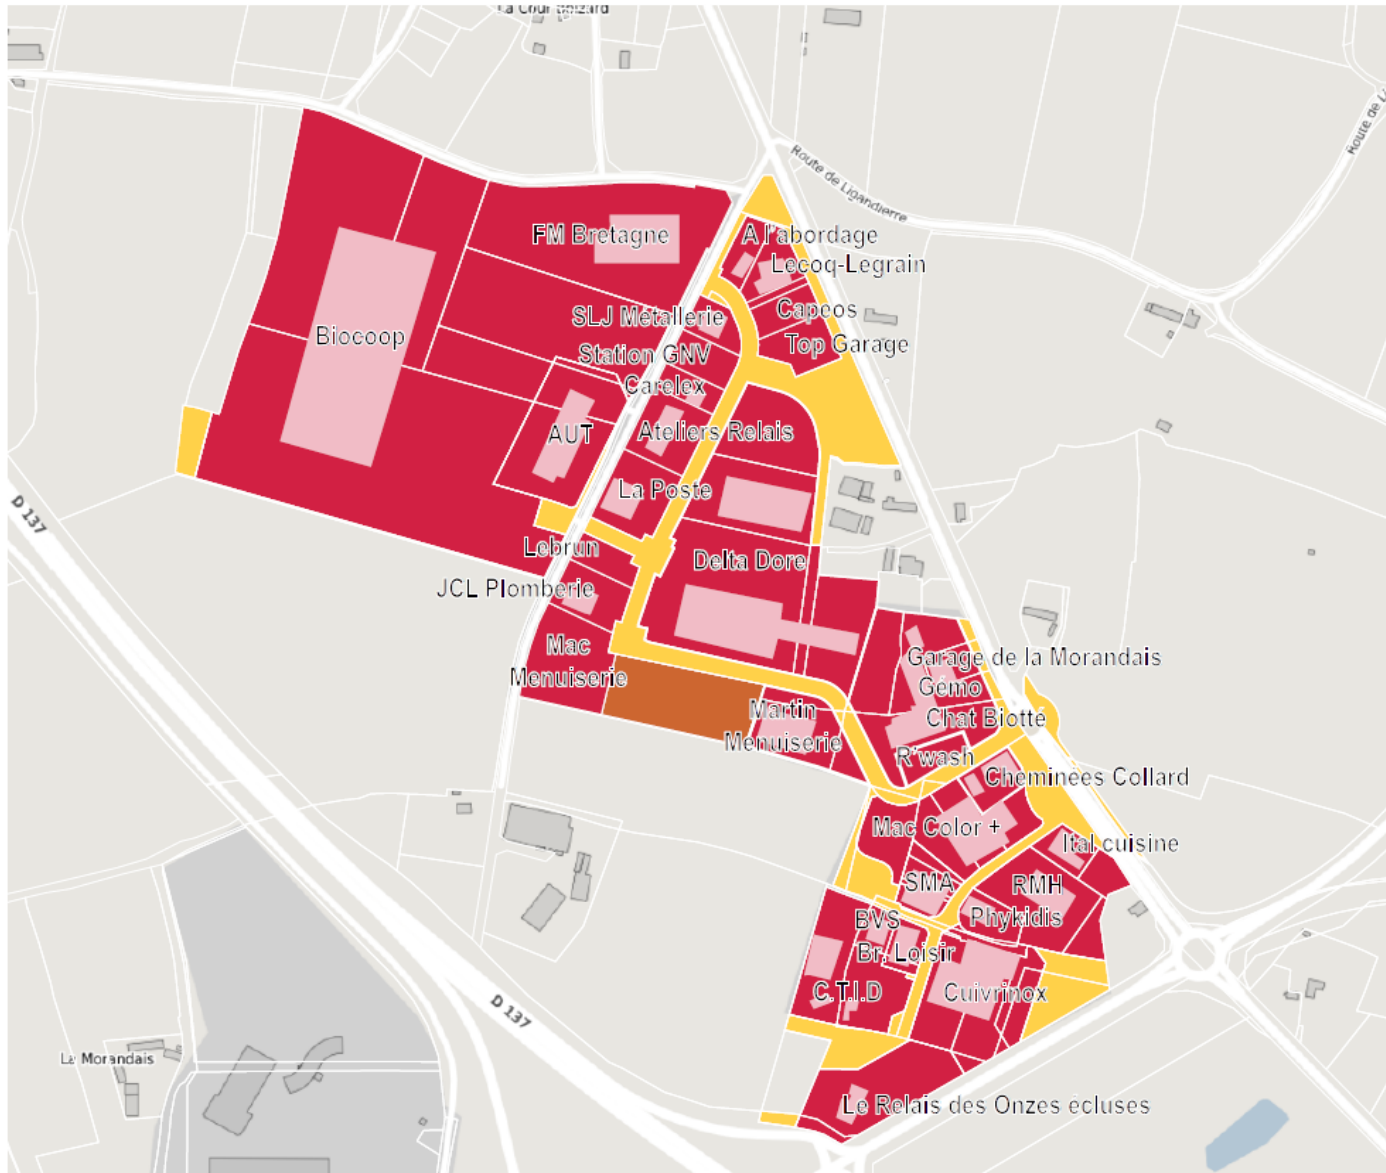 La Cour Boizard
Route de Ligandierre
Route de L
FM Bretagne
A l'abordage
Lecoq-Legrain
Capeos
SLJ Métallerie
Top Garage
Biocoop
Station GNV
Carelex
AUT
Ateliers Relais
La Poste
D 137
Lebrun
Delta Dore
JCL Plomberie
Mac
Menuiserie
Garage de la Morandais
Gémo
Martin
Menuiserie
Chat Biotté
R'wash
Cheminées Collard
Mac Color +
Ital cuisine
SMA
RMH
Phykidis
BVS
Br. Loisir
C.T.I.D
Cuivrinox
D 137
La Morandais
Le Relais des Onzes écluses